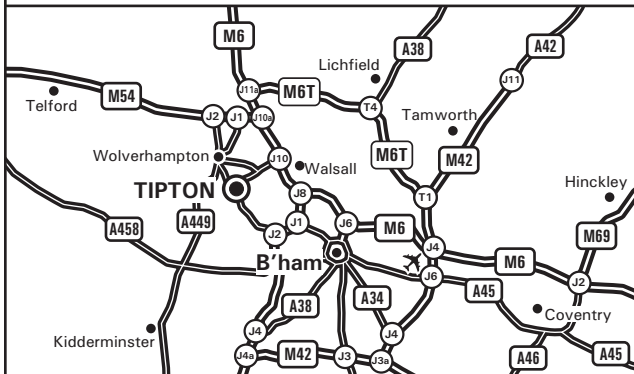 M6
A38
A42
Lichfield
J11
J11a
M6T
M54
Telford
T4
Tamworth
J2
J1
J10a
M6T
M42
Wolverhampton
J10
Walsall
TIPTON
J8
T1
Hinckley
A449
A458
J1
J6
M6
M69
J2
J4
B'ham
M6
J6
J2
A45
A38
A34
Coventry
J4
J4
Kidderminster
J4a
M42
J3
J3a
A46
A45